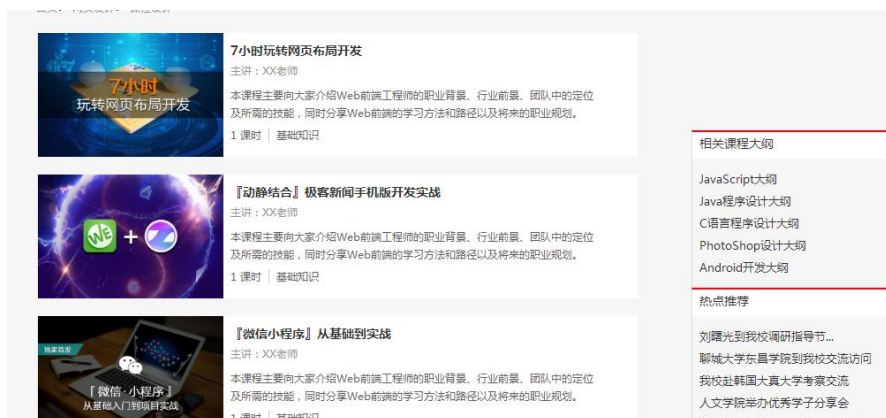 7小时
玩转网页布局开发
7小时玩转网页布局开发
主讲：XX老师
本课程主要向大家介绍Web前端工程师的职业背景、行业前景、团队中的定位
及所需的技能，同时分享Web前端的学习方法和路径以及将来的职业规划。
1 课时 | 基础知识
WE + Z
『动静结合』极客新闻手机版开发实战
主讲：XX老师
本课程主要向大家介绍Web前端工程师的职业背景、行业前景、团队中的定位
及所需的技能，同时分享Web前端的学习方法和路径以及将来的职业规划。
1 课时 | 基础知识
独家首发
『微信·小程序』
从基础入门到项目实战
『微信小程序』从基础到实战
主讲：XX老师
本课程主要向大家介绍Web前端工程师的职业背景、行业前景、团队中的定位
及所需的技能，同时分享Web前端的学习方法和路径以及将来的职业规划。
1 课时 | 基础知识
相关课程大纲
JavaScript大纲
Java程序设计大纲
C语言程序设计大纲
PhotoShop设计大纲
Android开发大纲
热点推荐
刘曙光到我校调研指导节...
聊城大学东昌学院到我校交流访问
我校赴韩国大真大学考察交流
人文学院举办优秀学子分享会